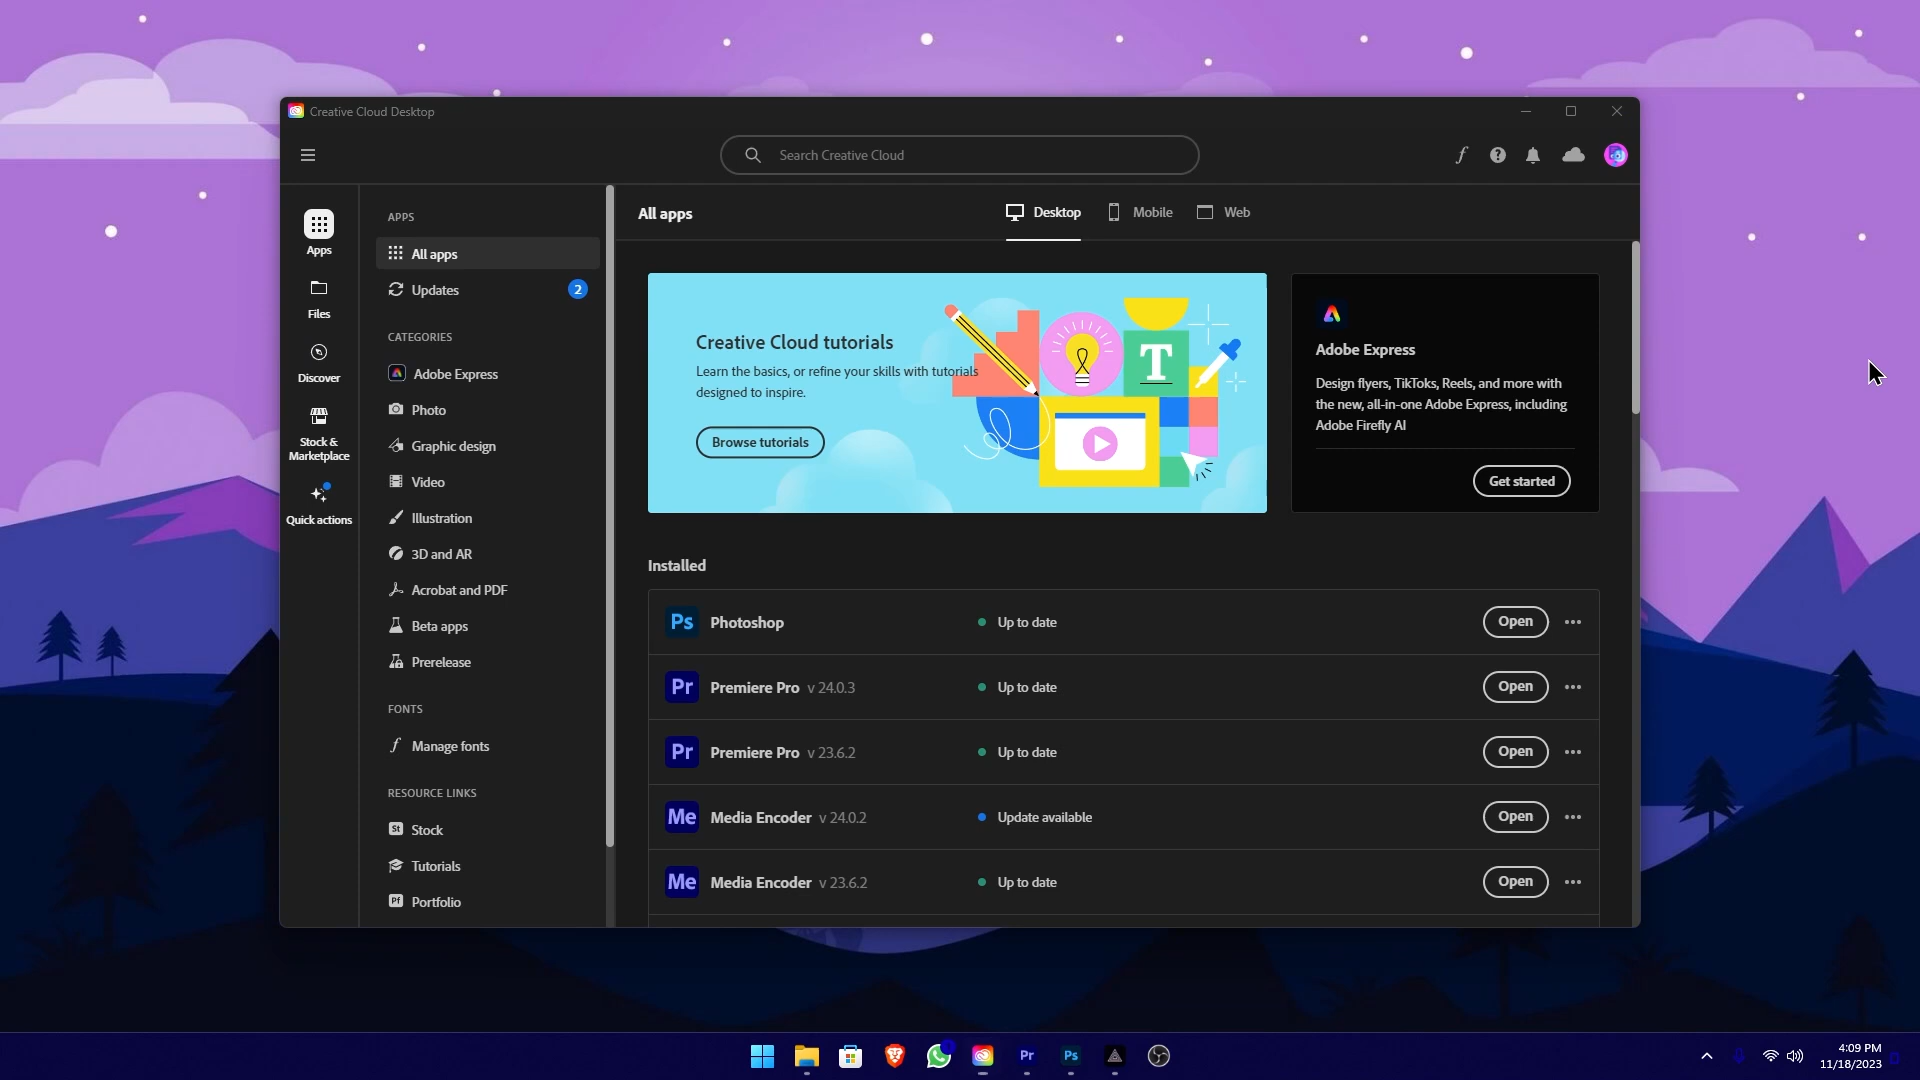 Creative Cloud Desktop
Search Creative Cloud
Apps
Files
Discover
Stock &
Marketplace
Quick actions
APPS
All apps
Updates
2
CATEGORIES
Adobe Express
Photo
Graphic design
Video
Illustration
3D and AR
Acrobat and PDF
Beta apps
Prerelease
FONTS
Manage fonts
RESOURCE LINKS
St Stock
Tutorials
Pf Portfolio
All apps
Desktop
Mobile
Web
Creative Cloud tutorials
Learn the basics, or refine your skills with tutorials
designed to inspire.
Browse tutorials
T
Adobe Express
Design flyers, TikToks, Reels, and more with
the new, all-in-one Adobe Express, including
Adobe Firefly AI
Get started
Installed
Ps Photoshop Up to date Open
Pr Premiere Pro v 24.0.3 Up to date Open
Pr Premiere Pro v 23.6.2 Up to date Open
Me Media Encoder v 24.0.2 Update available Open
Me Media Encoder v 23.6.2 Up to date Open
Pr
Ps
4:09 PM
11/18/2023